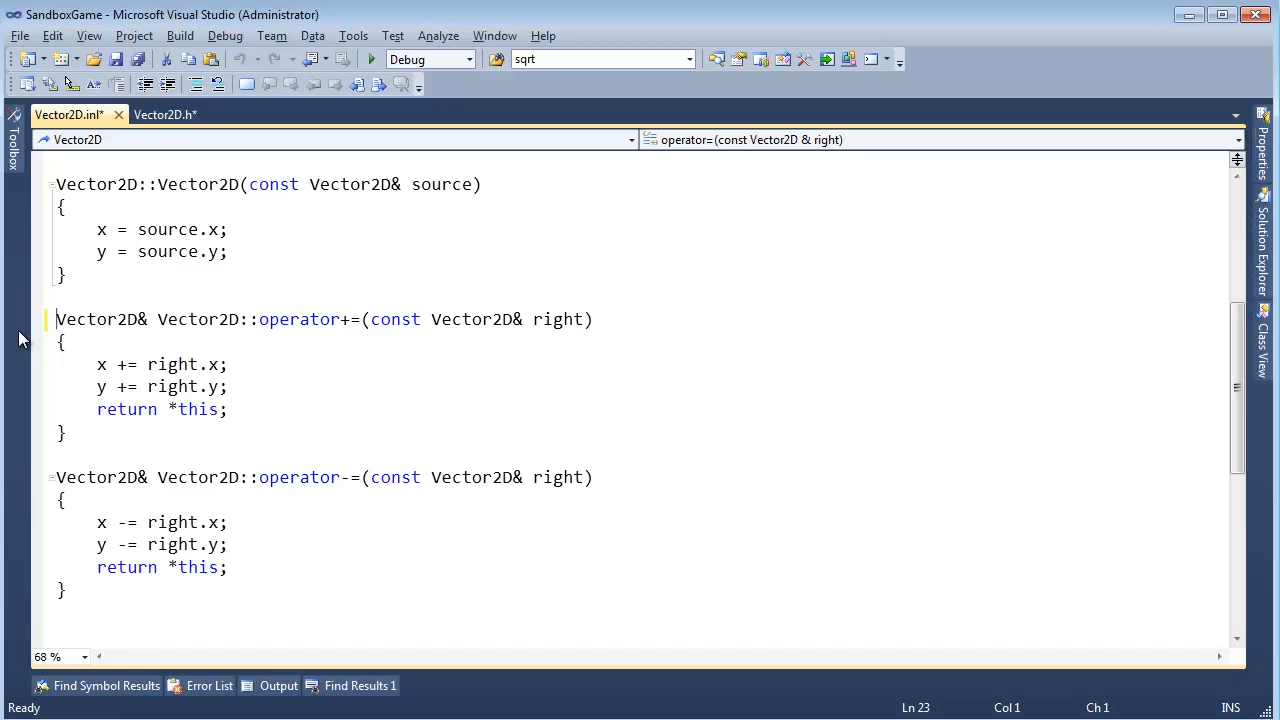 SandboxGame - Microsoft Visual Studio (Administrator)
File Edit View Project Build Debug Team Data Tools Test Analyze Window Help
Debug sqrt
Vector2D.inl* Vector2D.h*
Vector2D operator=(const Vector2D & right)
Toolbox
Properties
Solution Explorer
Class View
Vector2D::Vector2D(const Vector2D& source)
{
x = source.x;
y = source.y;
}
Vector2D& Vector2D::operator+=(const Vector2D& right)
{
x += right.x;
y += right.y;
return *this;
}
Vector2D& Vector2D::operator-=(const Vector2D& right)
{
x -= right.x;
y -= right.y;
return *this;
}
68 %
Find Symbol Results Error List Output Find Results 1
Ready Ln 23 Col 1 Ch 1 INS